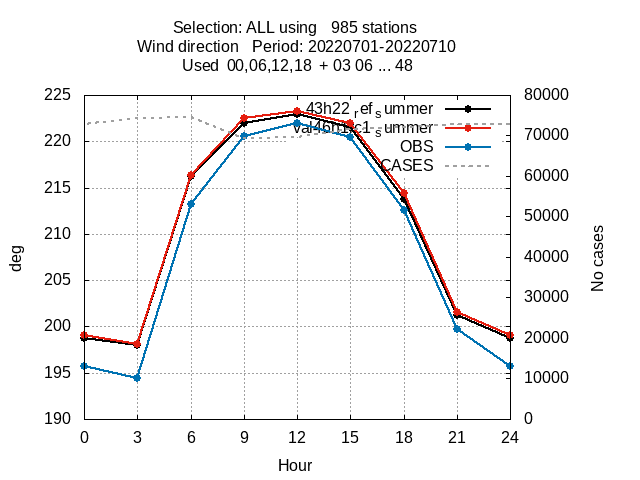 Selection: ALL using 985 stations
Wind direction Period: 20220701-20220710
Used 00,06,12,18 + 03 06 ... 48
225
220
215
210
205
200
195
190
80000
70000
60000
50000
40000
30000
20000
10000
0
43h22_ref_summer
OBS
CASES
deg
No cases
0 3 6 9 12 15 18 21 24
Hour